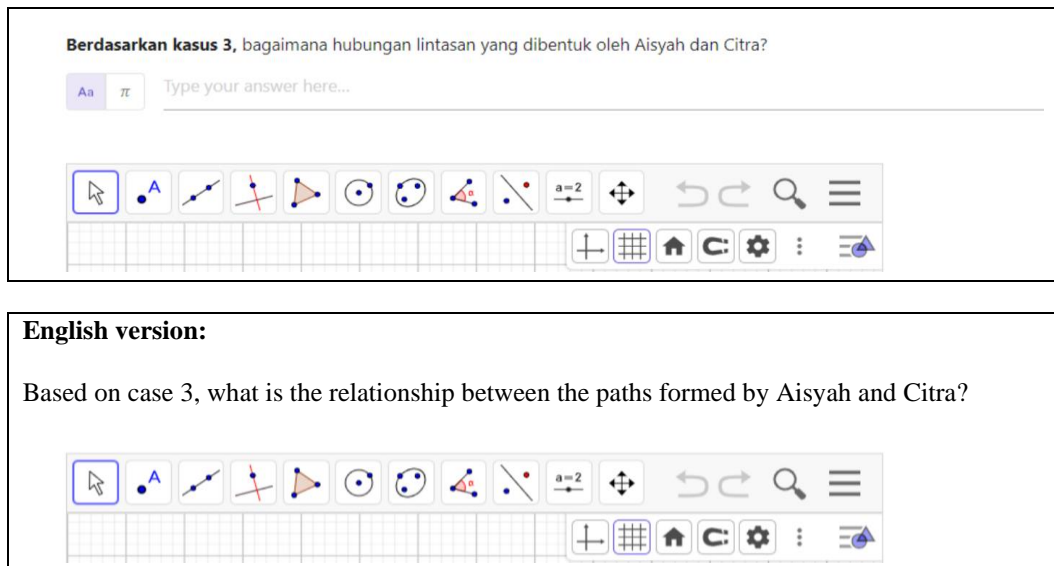 Berdasarkan kasus 3, bagaimana hubungan lintasan yang dibentuk oleh Aisyah dan Citra?
Aa π Type your answer here...
A a=2
English version:
Based on case 3, what is the relationship between the paths formed by Aisyah and Citra?
A a=2